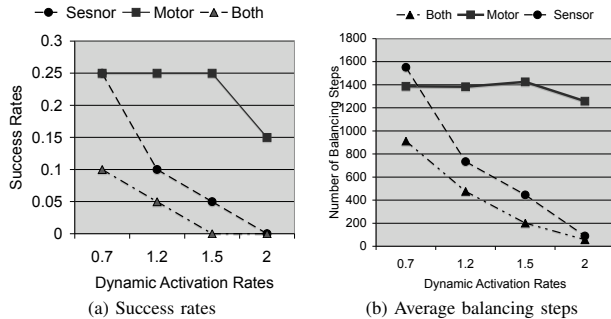 Sesnor Motor Both
0.3
0.25
0.2
0.15
0.1
0.05
0
Success Rates
0.7 1.2 1.5 2
Dynamic Activation Rates
(a) Success rates
Both Motor Sensor
1800
1600
1400
1200
1000
800
600
400
200
0
Number of Balancing Steps
0.7 1.2 1.5 2
Dynamic Activation Rates
(b) Average balancing steps